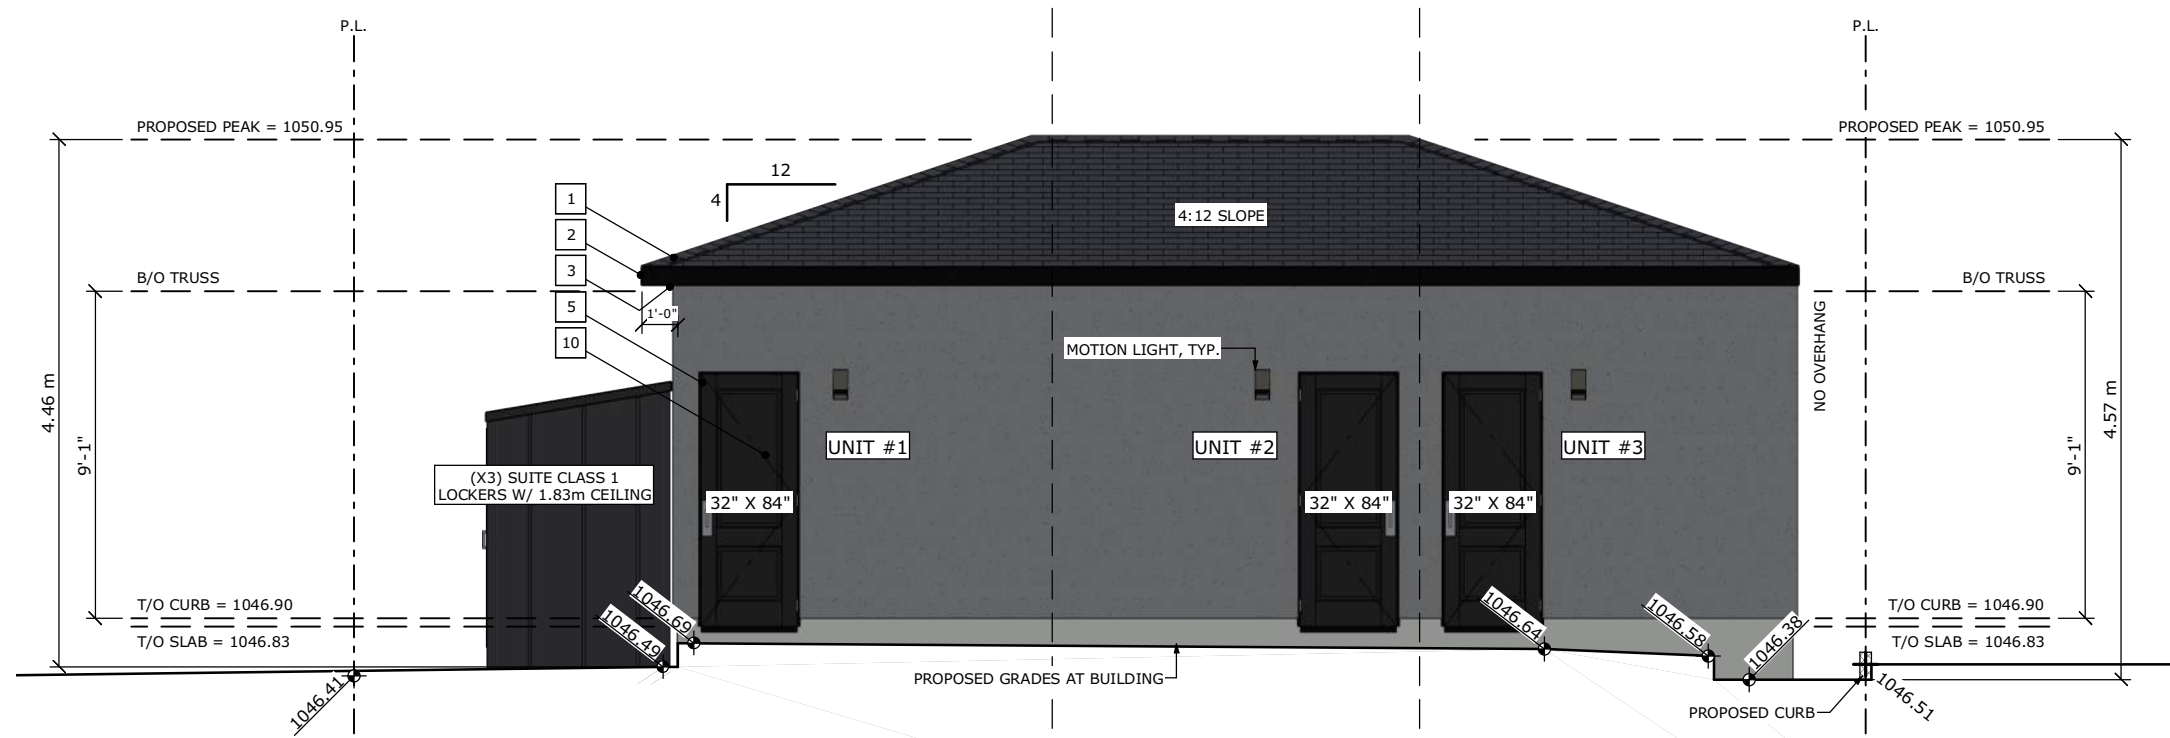 P.L.
P.L.
PROPOSED PEAK = 1050.95
PROPOSED PEAK = 1050.95
12
4
1
2
3
5
10
4:12 SLOPE
B/O TRUSS
B/O TRUSS
1'-0"
MOTION LIGHT, TYP.
NO OVERHANG
4.46 m
9'-1"
9'-1"
4.57 m
UNIT #1
UNIT #2
UNIT #3
(X3) SUITE CLASS 1
LOCKERS W/ 1.83m CEILING
32" X 84"
32" X 84"
32" X 84"
T/O CURB = 1046.90
T/O CURB = 1046.90
T/O SLAB = 1046.83
T/O SLAB = 1046.83
1046.69
1046.49
1046.64
1046.58
1046.38
1046.41
PROPOSED GRADES AT BUILDING
1046.51
PROPOSED CURB